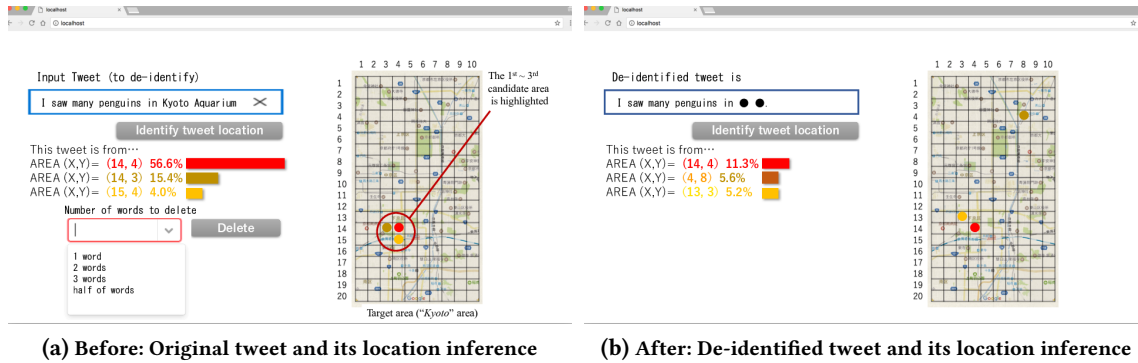 localhost
localhost
Input Tweet (to de-identify)
I saw many penguins in Kyoto Aquarium
Identify tweet location
This tweet is from…
AREA (X,Y)= (14, 4) 56.6%
AREA (X,Y)= (14, 3) 15.4%
AREA (X,Y)= (15, 4) 4.0%
Number of words to delete
Delete
1 word
2 words
3 words
half of words
1 2 3 4 5 6 7 8 9 10
1
2
3
4
5
6
7
8
9
10
11
12
13
14
15
16
17
18
19
20
The 1st ~ 3rd
candidate area
is highlighted
Google
Target area ("Kyoto" area)
(a) Before: Original tweet and its location inference
localhost
localhost
De-identified tweet is
I saw many penguins in ● ●.
Identify tweet location
This tweet is from…
AREA (X,Y)= (14, 4) 11.3%
AREA (X,Y)= (4, 8) 5.6%
AREA (X,Y)= (13, 3) 5.2%
1 2 3 4 5 6 7 8 9 10
1
2
3
4
5
6
7
8
9
10
11
12
13
14
15
16
17
18
19
20
Google
(b) After: De-identified tweet and its location inference